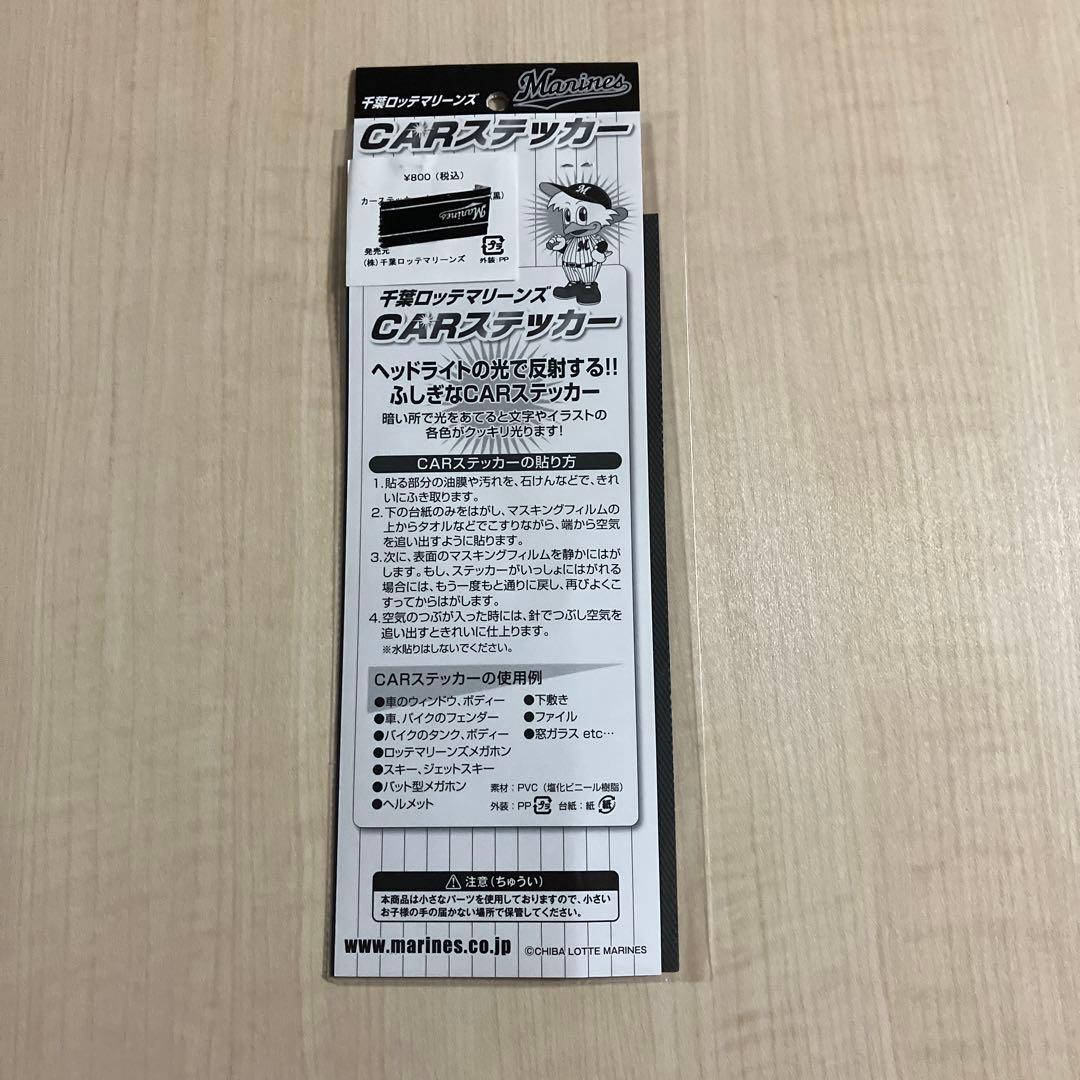 千葉ロッテマリーンズ
Marines
CARステッカー
¥800（税込）
カーステッカー
黒）
Marines
発売元
（株）千葉ロッテマリーンズ
プラ
外装：PP
M
M
千葉ロッテマリーンズ
CARステッカー
ヘッドライトの光で反射する!!
ふしぎなCARステッカー
暗い所で光をあてると文字やイラストの
各色がクッキリ光ります!
CARステッカーの貼り方
1.貼る部分の油膜や汚れを、石けんなどで、きれ
いにふき取ります。
2.下の台紙のみをはがし、マスキングフィルムの
上からタオルなどでこすりながら、端から空気
を追い出すように貼ります。
3.次に、表面のマスキングフィルムを静かにはが
します。もし、ステッカーがいっしょにはがれる
場合には、もう一度もと通りに戻し、再びよくこ
すってからはがします。
4.空気のつぶが入った時には、針でつぶし空気を
追い出すときれいに仕上ります。
※水貼りはしないでください。
CARステッカーの使用例
●車のウィンドウ、ボディー
●車、バイクのフェンダー
●バイクのタンク、ボディー
●ロッテマリーンズメガホン
●スキー、ジェットスキー
●バット型メガホン
●ヘルメット
●下敷き
●ファイル
●窓ガラス etc…
素材：PVC（塩化ビニール樹脂）
外装：PP プラ 台紙：紙 紙
注意（ちゅうい）
本商品は小さなパーツを使用しておりますので、小さい
お子様の手の届かない場所で保管してください。
www.marines.co.jp
©CHIBA LOTTE MARINES